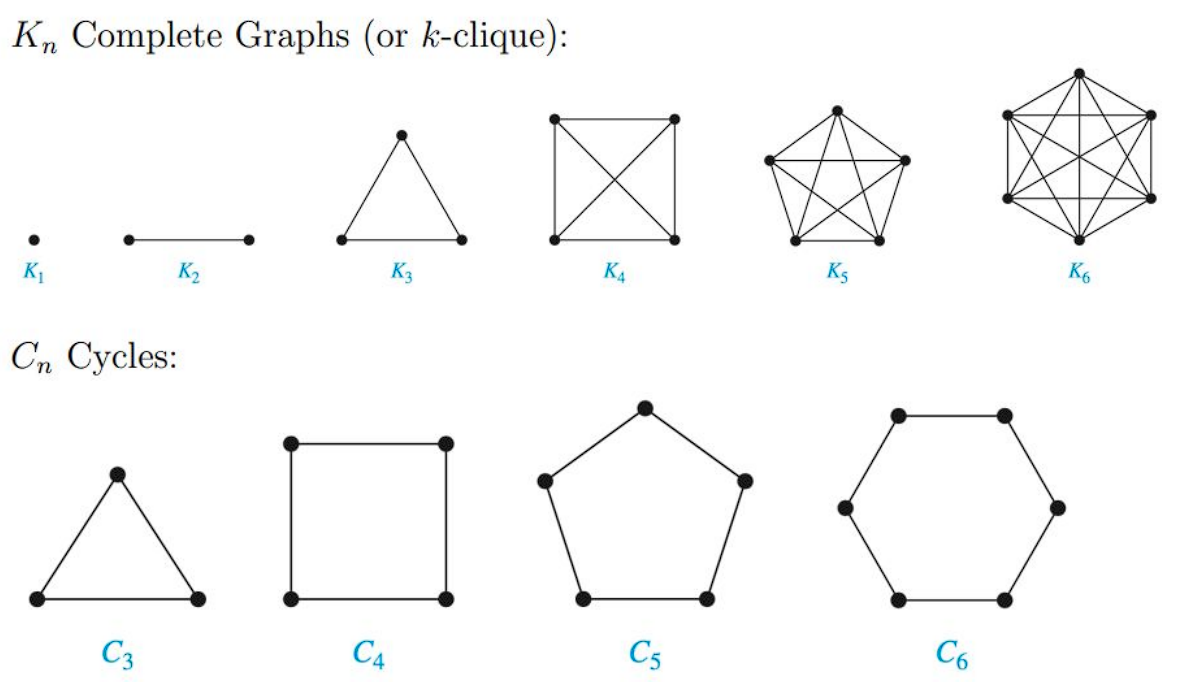 Kₙ Complete Graphs (or k-clique):
K₁ K₂ K₃ K₄ K₅ K₆
Cₙ Cycles:
C₃ C₄ C₅ C₆